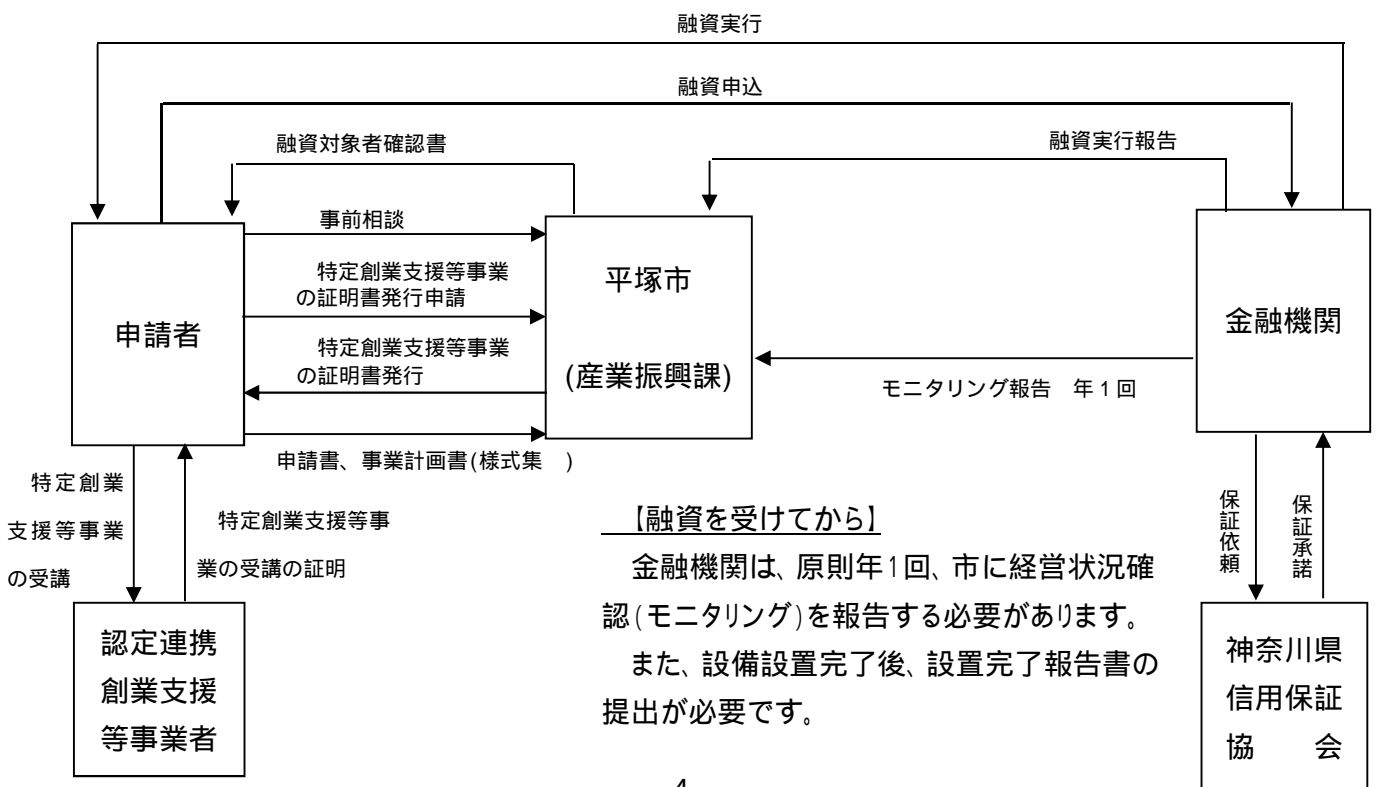 融資実行
融資申込
融資対象者確認書
融資実行報告
事前相談
特定創業支援等事業
の証明書発行申請
特定創業支援等事業
の証明書発行
申請書、事業計画書(様式集　)
申請者
平塚市
(産業振興課)
金融機関
モニタリング報告　年1回
特定創業
支援等事業
の受講
特定創業支援等事
業の受講の証明
保証依頼
保証承諾
認定連携
創業支援
等事業者
【融資を受けてから】
金融機関は、原則年1回、市に経営状況確
認(モニタリング)を報告する必要があります。
また、設備設置完了後、設置完了報告書の
提出が必要です。
神奈川県
信用保証
協　会
4